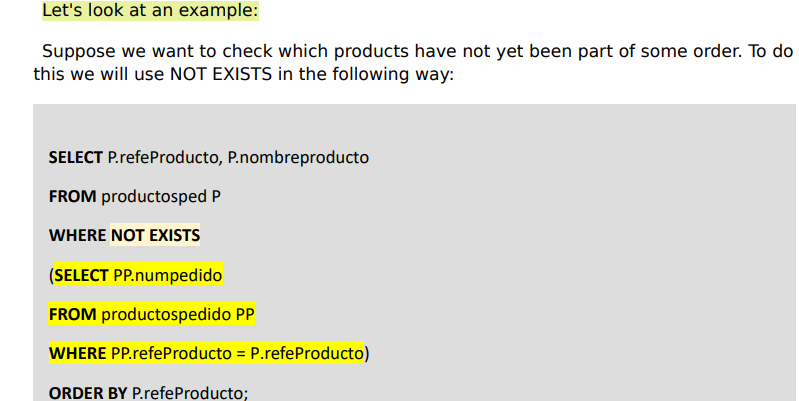 Let's look at an example:
Suppose we want to check which products have not yet been part of some order. To do
this we will use NOT EXISTS in the following way:
SELECT P.refeProducto, P.nombreproducto
FROM productosped P
WHERE NOT EXISTS
(SELECT PP.numpedido
FROM productospedido PP
WHERE PP.refeProducto = P.refeProducto)
ORDER BY P.refeProducto;